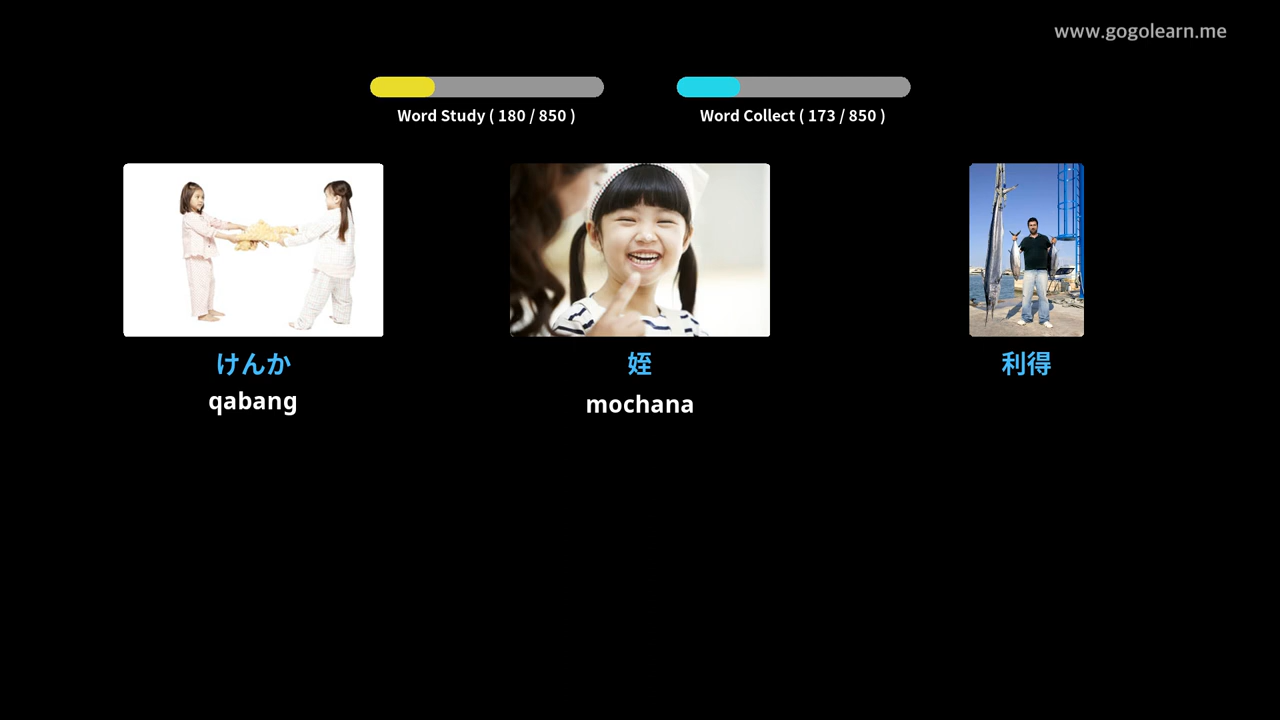 www.gogolearn.me
Word Study ( 180 / 850 )
Word Collect ( 173 / 850 )
けんか
姪
利得
qabang
mochana